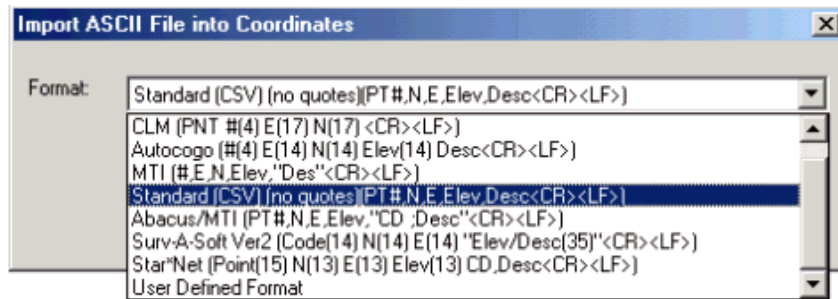 Import ASCII File into Coordinates
Format: Standard (CSV) (no quotes)(PT#,N,E,Elev,Desc<CR><LF>)
CLM (PNT #(4) E(17) N(17) <CR><LF>)
Autocogo (#(4) E(14) N(14) Elev(14) Desc<CR><LF>)
MTI (#,E,N,Elev,"Des"<CR><LF>)
Standard (CSV) (no quotes)(PT#,N,E,Elev,Desc<CR><LF>)
Abacus/MTI (PT#,N,E,Elev,"CD ;Desc"<CR><LF>)
Surv-A-Soft Ver2 (Code(14) N(14) E(14) "Elev/Desc(35)"<CR><LF>)
Star*Net (Point(15) N(13) E(13) Elev(13) CD,Desc<CR><LF>)
User Defined Format